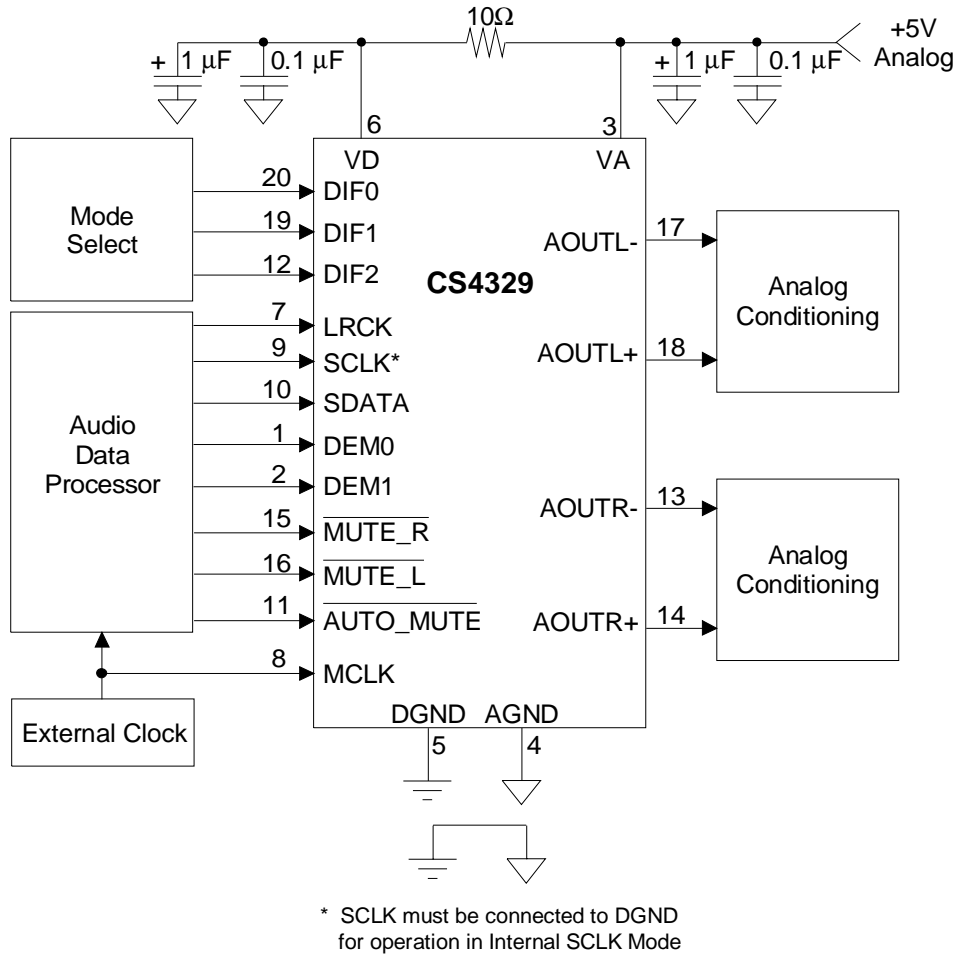 10Ω
+5V
Analog
+ 1 µF
0.1 µF
+ 1 µF
0.1 µF
6
3
VD
VA
Mode
Select
20
DIF0
19
DIF1
12
DIF2
CS4329
AOUTL-
17
AOUTL+
18
Analog
Conditioning
Audio
Data
Processor
7
LRCK
9
SCLK*
10
SDATA
1
DEM0
2
DEM1
15
MUTE_R
16
MUTE_L
11
AUTO_MUTE
8
MCLK
AOUTR-
13
AOUTR+
14
Analog
Conditioning
External Clock
DGND
AGND
5
4
* SCLK must be connected to DGND
for operation in Internal SCLK Mode